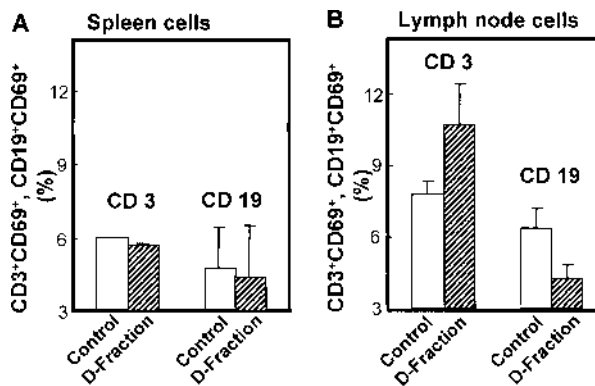 A Spleen cells
CD3⁺CD69⁺, CD19⁺CD69⁺
(%)
12
9
6
3
CD 3
CD 19
Control
D-Fraction
Control
D-Fraction
B Lymph node cells
CD3⁺CD69⁺, CD19⁺CD69⁺
(%)
12
9
6
3
CD 3
CD 19
Control
D-Fraction
Control
D-Fraction